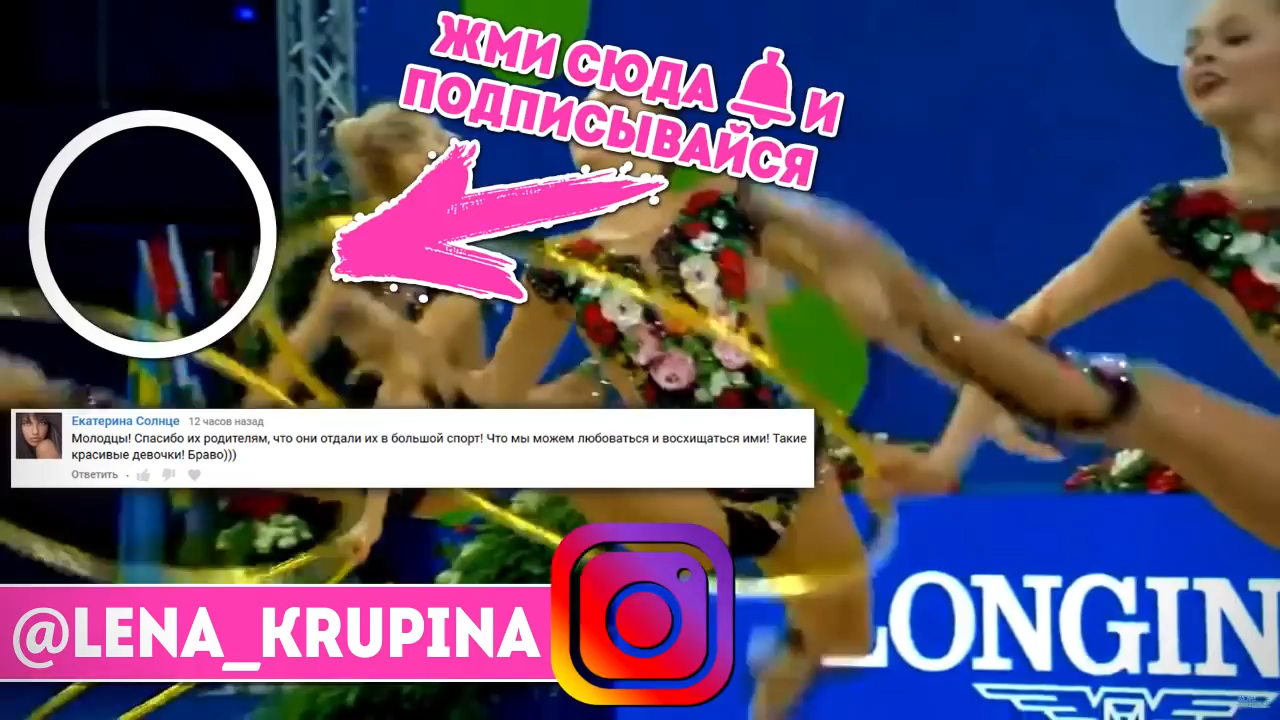 ЖМИ СЮДА И
ПОДПИСЫВАЙСЯ
Екатерина Солнце 12 часов назад
Молодцы! Спасибо их родителям, что они отдали их в большой спорт! Что мы можем любоваться и восхищаться ими! Такие
красивые девочки! Браво)))
Ответить
@LENA_KRUPINA
LONGIN